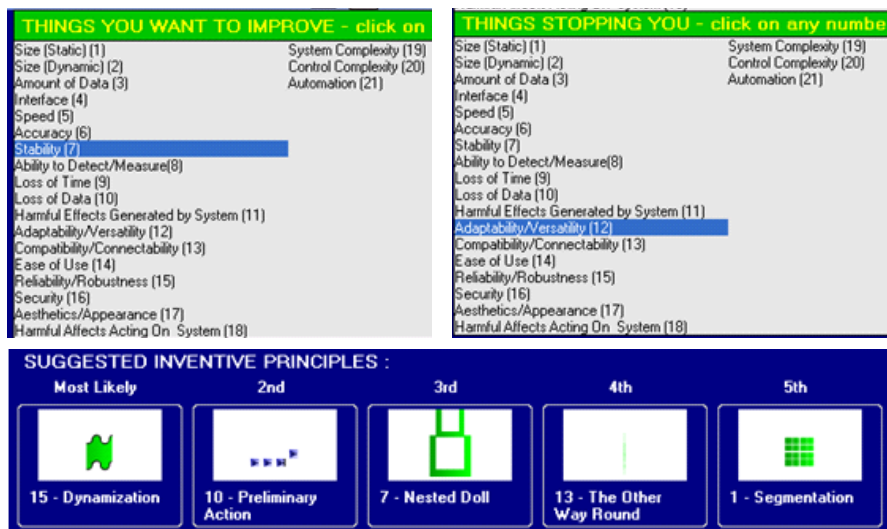 THINGS YOU WANT TO IMPROVE - click on
Size (Static) (1)
Size (Dynamic) (2)
Amount of Data (3)
Interface (4)
Speed (5)
Accuracy (6)
Stability (7)
Ability to Detect/Measure(8)
Loss of Time (9)
Loss of Data (10)
Harmful Effects Generated by System (11)
Adaptability/Versatility (12)
Compatibility/Connectability (13)
Ease of Use (14)
Reliability/Robustness (15)
Security (16)
Aesthetics/Appearance (17)
Harmful Affects Acting On System (18)
System Complexity (19)
Control Complexity (20)
Automation (21)
THINGS STOPPING YOU - click on any numbe
Size (Static) (1)
Size (Dynamic) (2)
Amount of Data (3)
Interface (4)
Speed (5)
Accuracy (6)
Stability (7)
Ability to Detect/Measure(8)
Loss of Time (9)
Loss of Data (10)
Harmful Effects Generated by System (11)
Adaptability/Versatility (12)
Compatibility/Connectability (13)
Ease of Use (14)
Reliability/Robustness (15)
Security (16)
Aesthetics/Appearance (17)
Harmful Affects Acting On System (18)
System Complexity (19)
Control Complexity (20)
Automation (21)
SUGGESTED INVENTIVE PRINCIPLES :
Most Likely
2nd
3rd
4th
5th
15 - Dynamization
10 - Preliminary
Action
7 - Nested Doll
13 - The Other
Way Round
1 - Segmentation